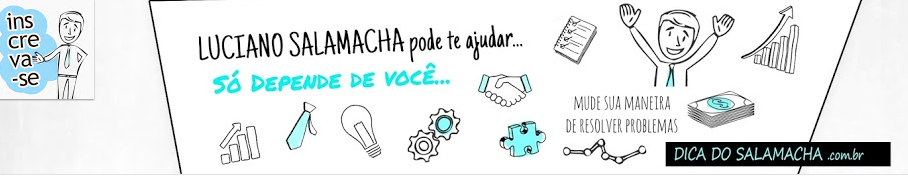 ins
cre
va-
-se
LUCIANO SALAMACHA pode te ajudar...
SÓ DEPENDE DE VOCÊ...
MUDE SUA MANEIRA
DE RESOLVER PROBLEMAS
DICA DO SALAMACHA .com.br